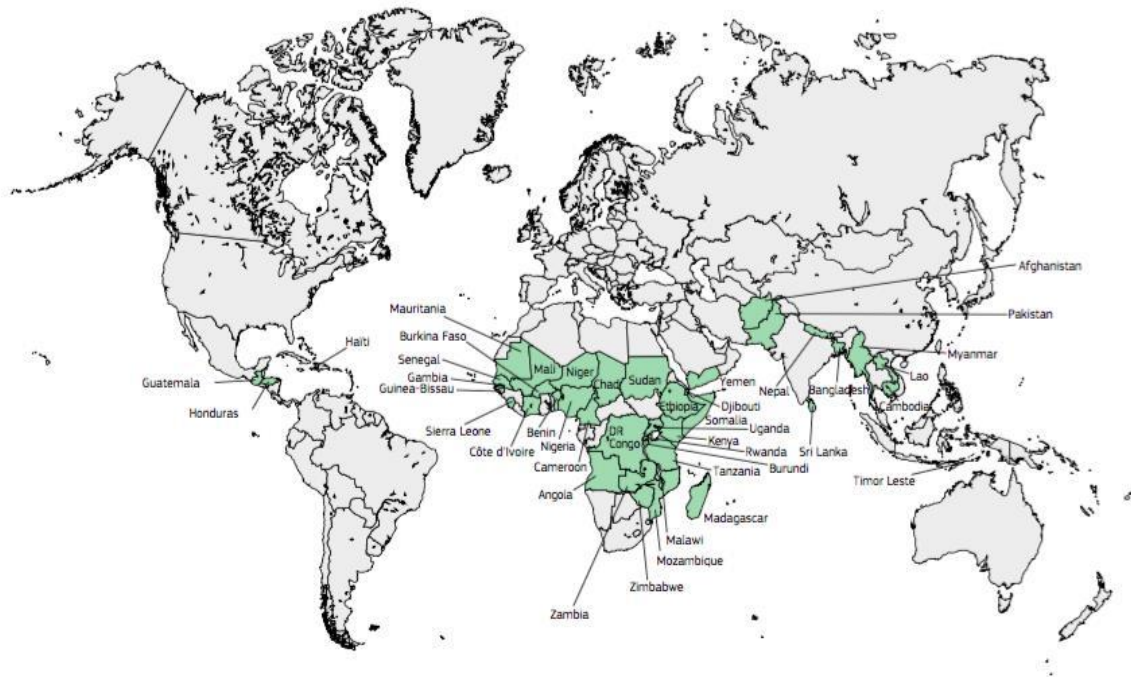 Afghanistan
Pakistan
Mauritania
Burkina Faso
Haïti
Myanmar
Senegal
Mali
Niger
Chad
Sudan
Lao
Gambia
Guatemala
Guinea-Bissau
Yemen
Nepal
Bangladesh
Ethiopia
Djibouti
Cambodia
Honduras
Somalia
Sierra Leone
Benin
DR
Congo
Uganda
Kenya
Nigeria
Côte d'Ivoire
Rwanda
Sri Lanka
Cameroon
Tanzania
Burundi
Timor Leste
Angola
Madagascar
Malawi
Mozambique
Zimbabwe
Zambia